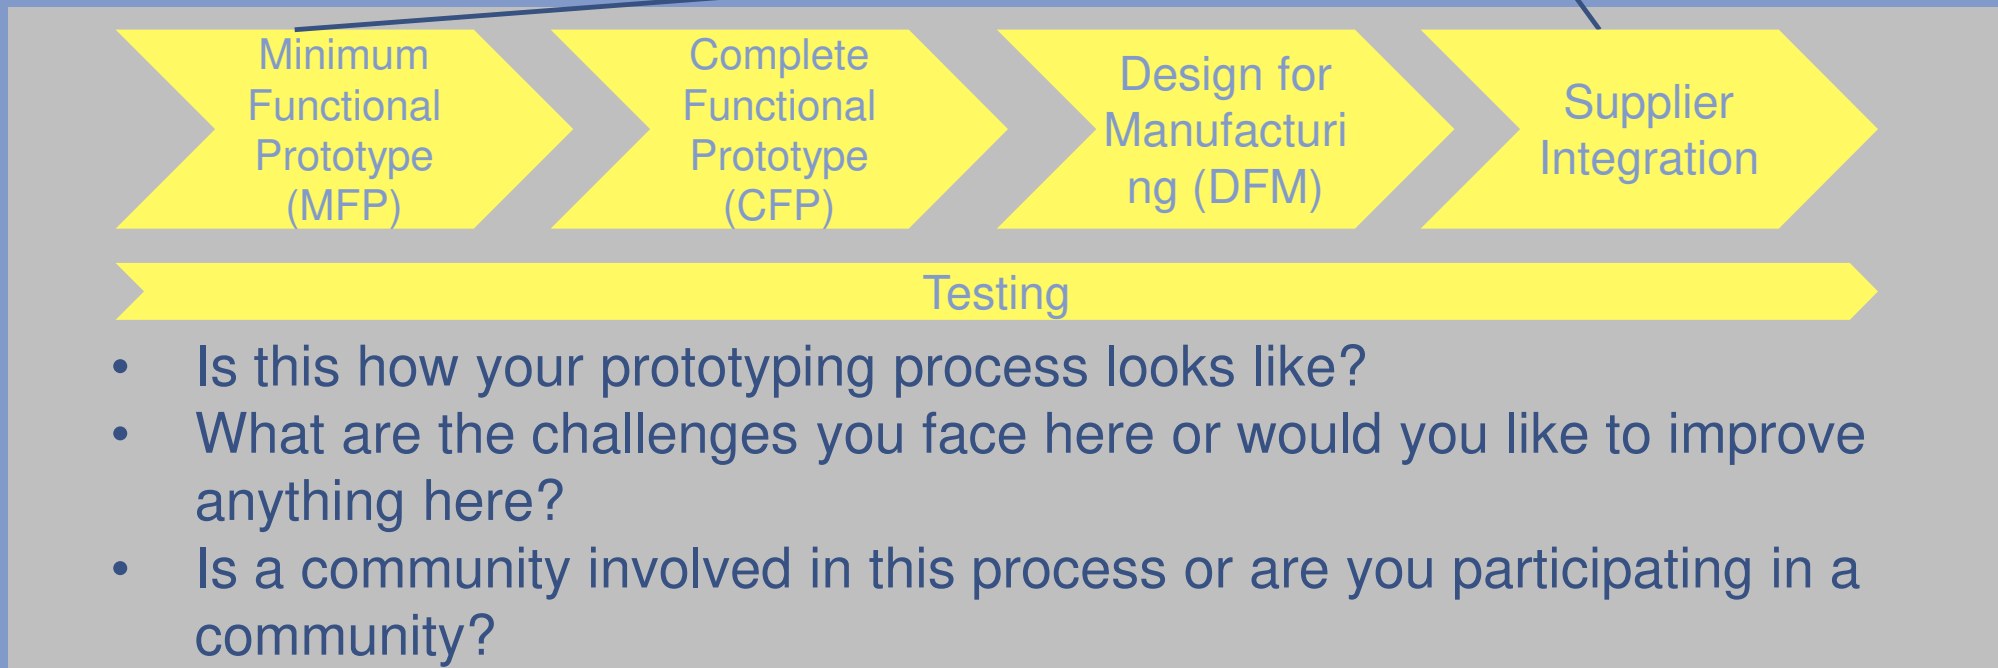 Minimum
Functional
Prototype
(MFP)
Complete
Functional
Prototype
(CFP)
Design for
Manufacturi
ng (DFM)
Supplier
Integration
Testing
• Is this how your prototyping process looks like?
• What are the challenges you face here or would you like to improve
anything here?
• Is a community involved in this process or are you participating in a
community?